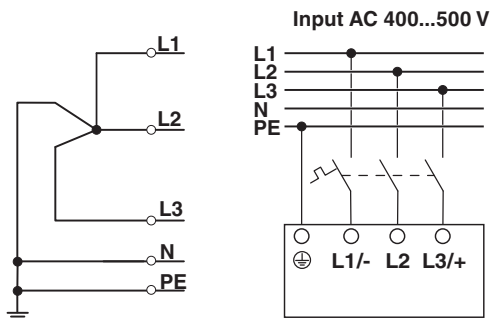 Input AC 400...500 V
L1
L2
L3
N
PE
L1
L2
L3
N
PE
L1/- L2 L3/+